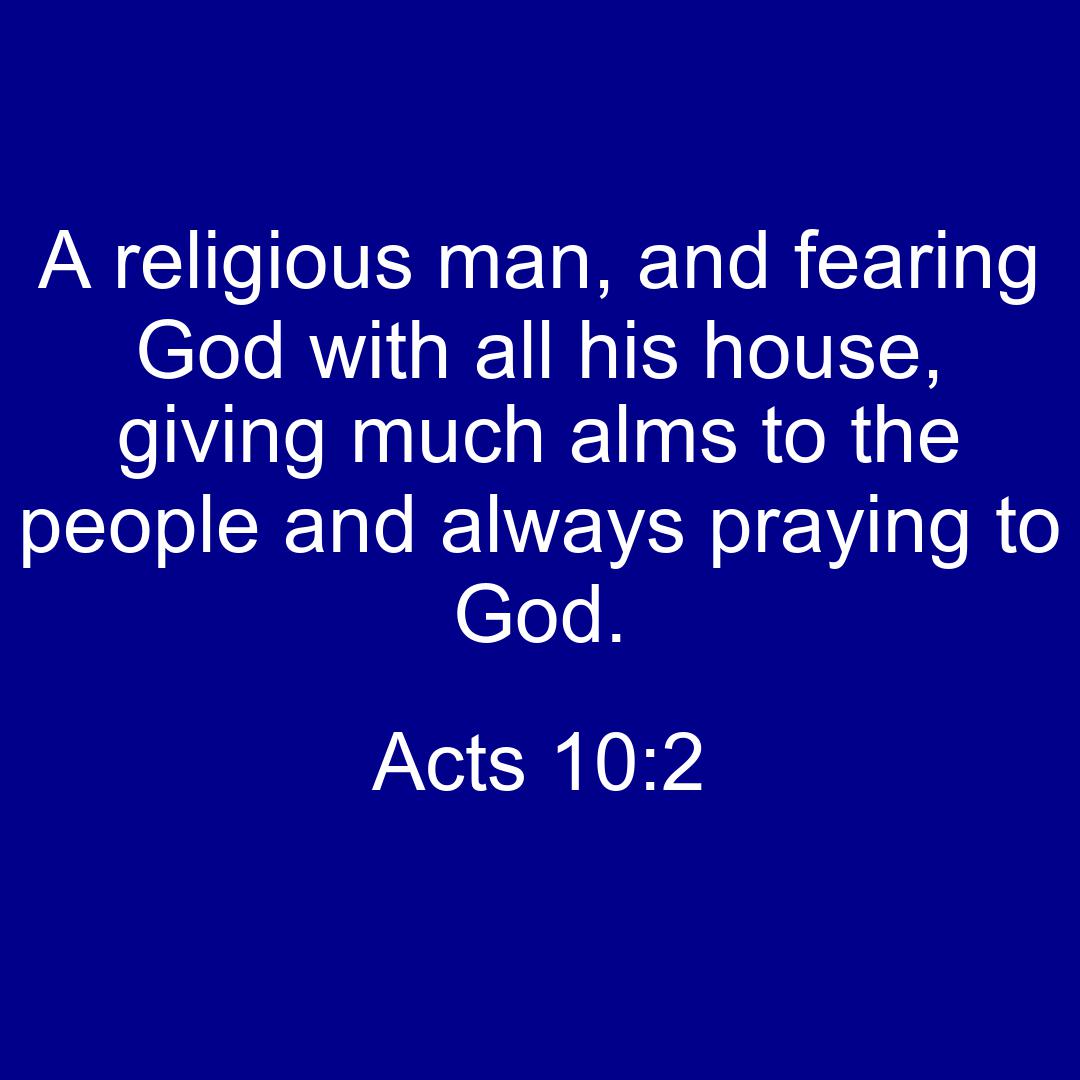 A religious man, and fearing
God with all his house,
giving much alms to the
people and always praying to
God.
Acts 10:2